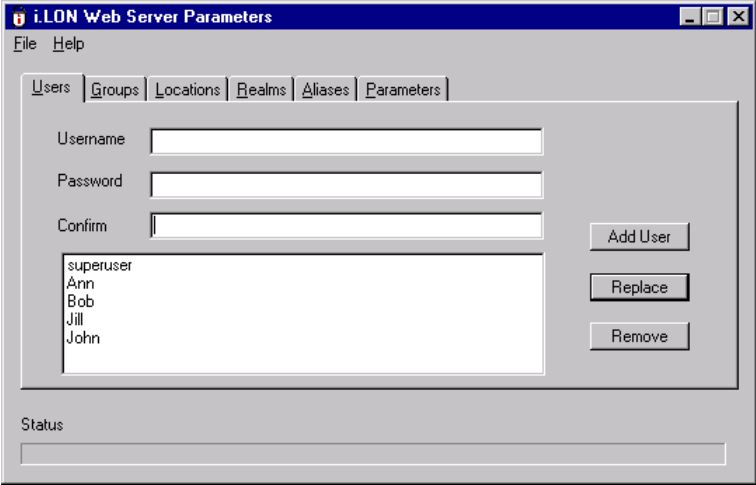 i.LON Web Server Parameters
File Help
Users Groups Locations Realms Aliases Parameters
Username
Password
Confirm
Add User
superuser
Ann
Replace
Bob
Jill
John
Remove
Status